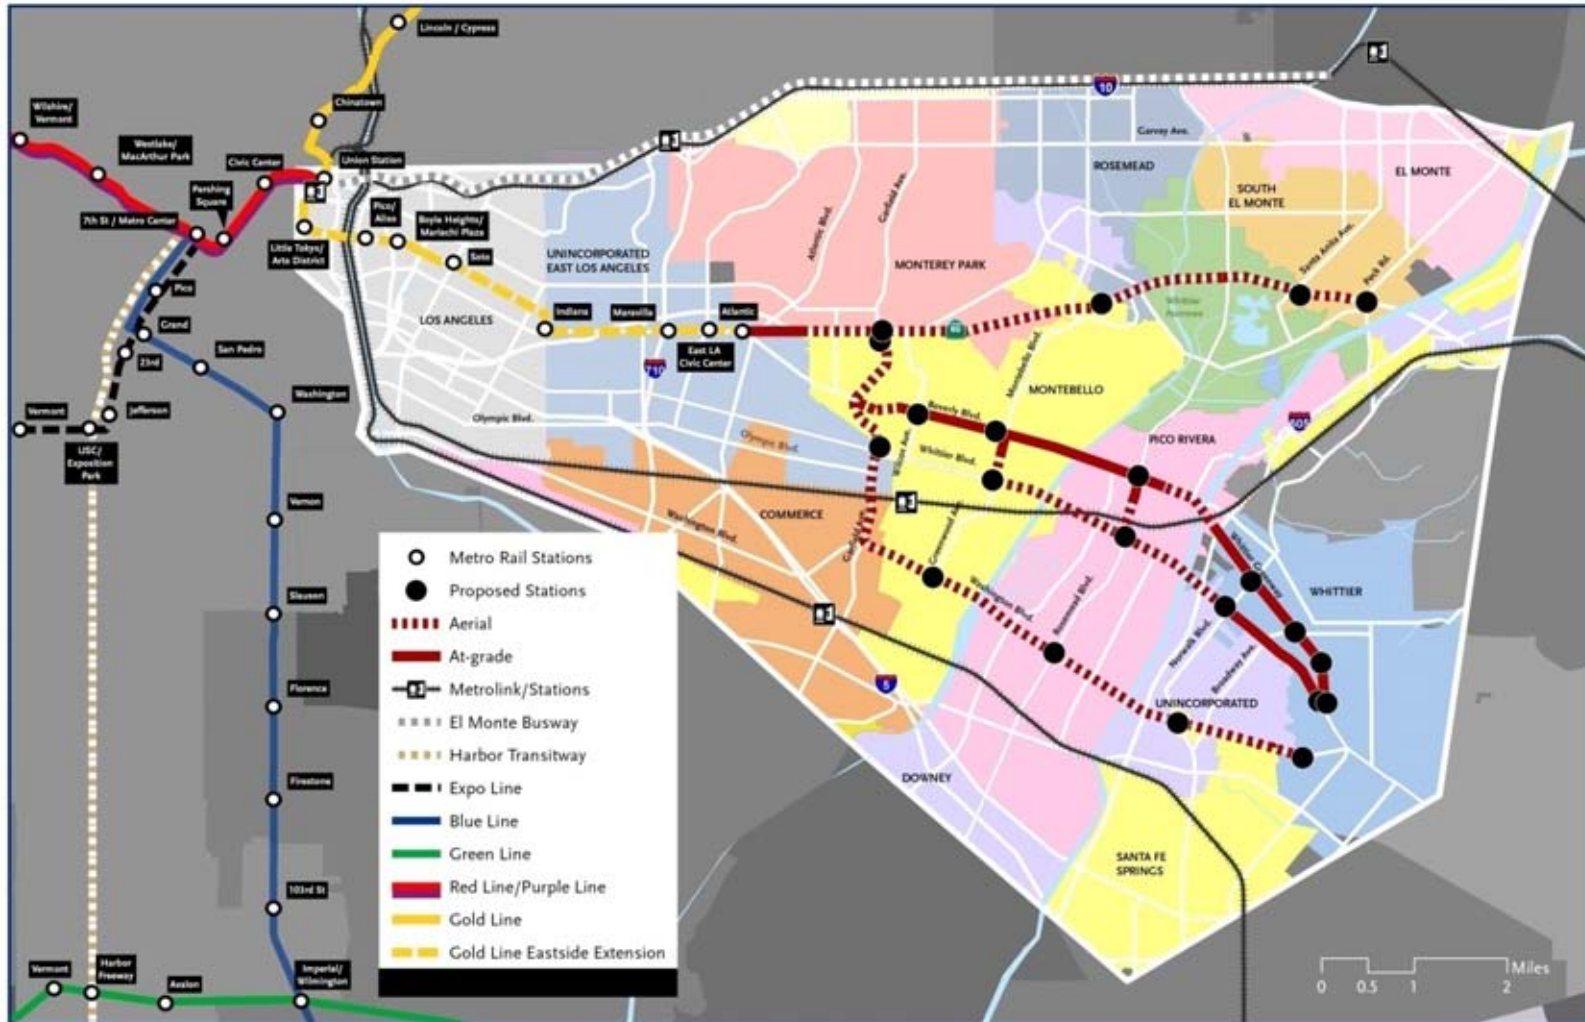 Lincoln / Cypress
Chinatown
Wilshire/
Vermont
Westlake/
MacArthur Park
Civic Center
Union Station
Pershing
Square
7th St / Metro Center
Pico/
Aliso
Boyle Heights/
Mariachi Plaza
Little Tokyo/
Arts District
Soto
Pico
Grand
23rd
San Pedro
Indiana
Maravilla
Atlantic
East LA
Civic Center
Vermont
Jefferson
USC/
Exposition
Park
Washington
Vernon
Slauson
Florence
Firestone
103rd St
Vermont
Harbor
Freeway
Avalon
Imperial/
Wilmington
10
Garvey Ave.
ROSEMEAD
EL MONTE
SOUTH
EL MONTE
Atlantic Blvd.
Garfield Ave.
Santa Anita Ave.
Peck Rd.
UNINCORPORATED
EAST LOS ANGELES
MONTEREY PARK
Whittier
Narrows
LOS ANGELES
60
710
Montebello Blvd.
MONTEBELLO
Olympic Blvd.
Olympic Blvd.
Beverly Blvd.
Wilcox Ave.
Whittier Blvd.
PICO RIVERA
605
COMMERCE
Washington Blvd.
Garfield Ave.
Greenwood Ave.
Whittier Greenway
WHITTIER
Washington Blvd.
Rosemead Blvd.
Norwalk Blvd.
Broadway Ave.
5
UNINCORPORATED
DOWNEY
SANTA FE
SPRINGS
Metro Rail Stations
Proposed Stations
Aerial
At-grade
Metrolink/Stations
El Monte Busway
Harbor Transitway
Expo Line
Blue Line
Green Line
Red Line/Purple Line
Gold Line
Gold Line Eastside Extension
Miles
0 0.5 1 2